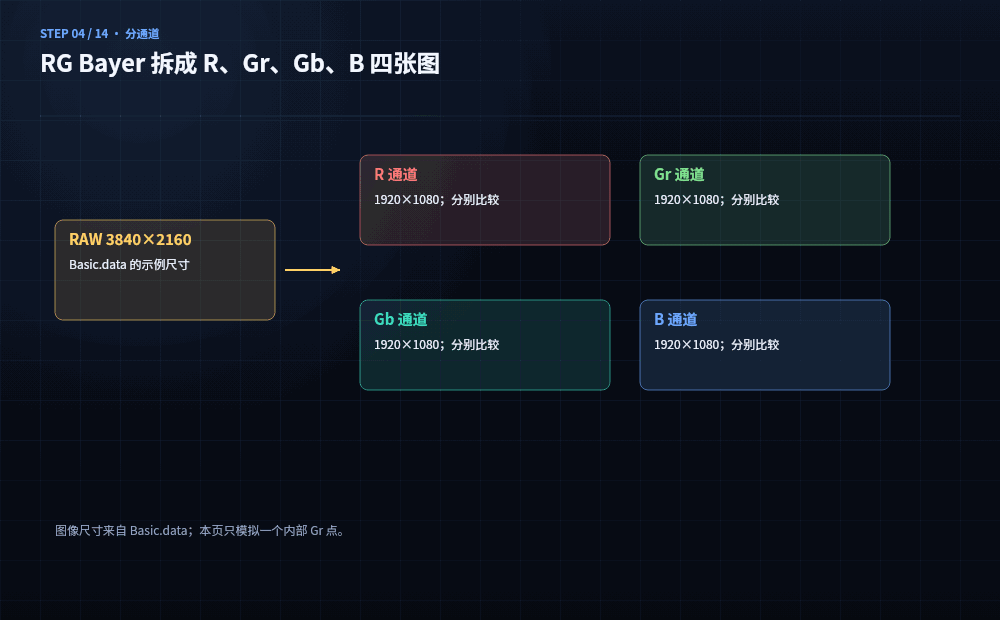 STEP 04 / 14 · 分通道
RG Bayer 拆成 R、Gr、Gb、B 四张图
R 通道
1920×1080；分别比较
Gr 通道
1920×1080；分别比较
RAW 3840×2160
Basic.data 的示例尺寸
Gb 通道
1920×1080；分别比较
B 通道
1920×1080；分别比较
图像尺寸来自 Basic.data；本页只模拟一个内部 Gr 点。